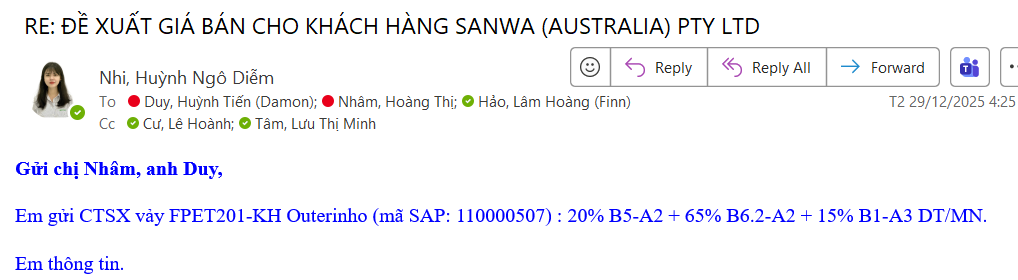 RE: ĐỀ XUẤT GIÁ BÁN CHO KHÁCH HÀNG SANWA (AUSTRALIA) PTY LTD
Nhi, Huỳnh Ngô Diễm
Reply
Reply All
Forward
To Duy, Huỳnh Tiến (Damon); Nhâm, Hoàng Thị; Hảo, Lâm Hoàng (Finn)
T2 29/12/2025 4:25
Cc Cư, Lê Hoành; Tâm, Lưu Thị Minh
Gửi chị Nhâm, anh Duy,
Em gửi CTSX vảy FPET201-KH Outerinho (mã SAP: 110000507) : 20% B5-A2 + 65% B6.2-A2 + 15% B1-A3 DT/MN.
Em thông tin.